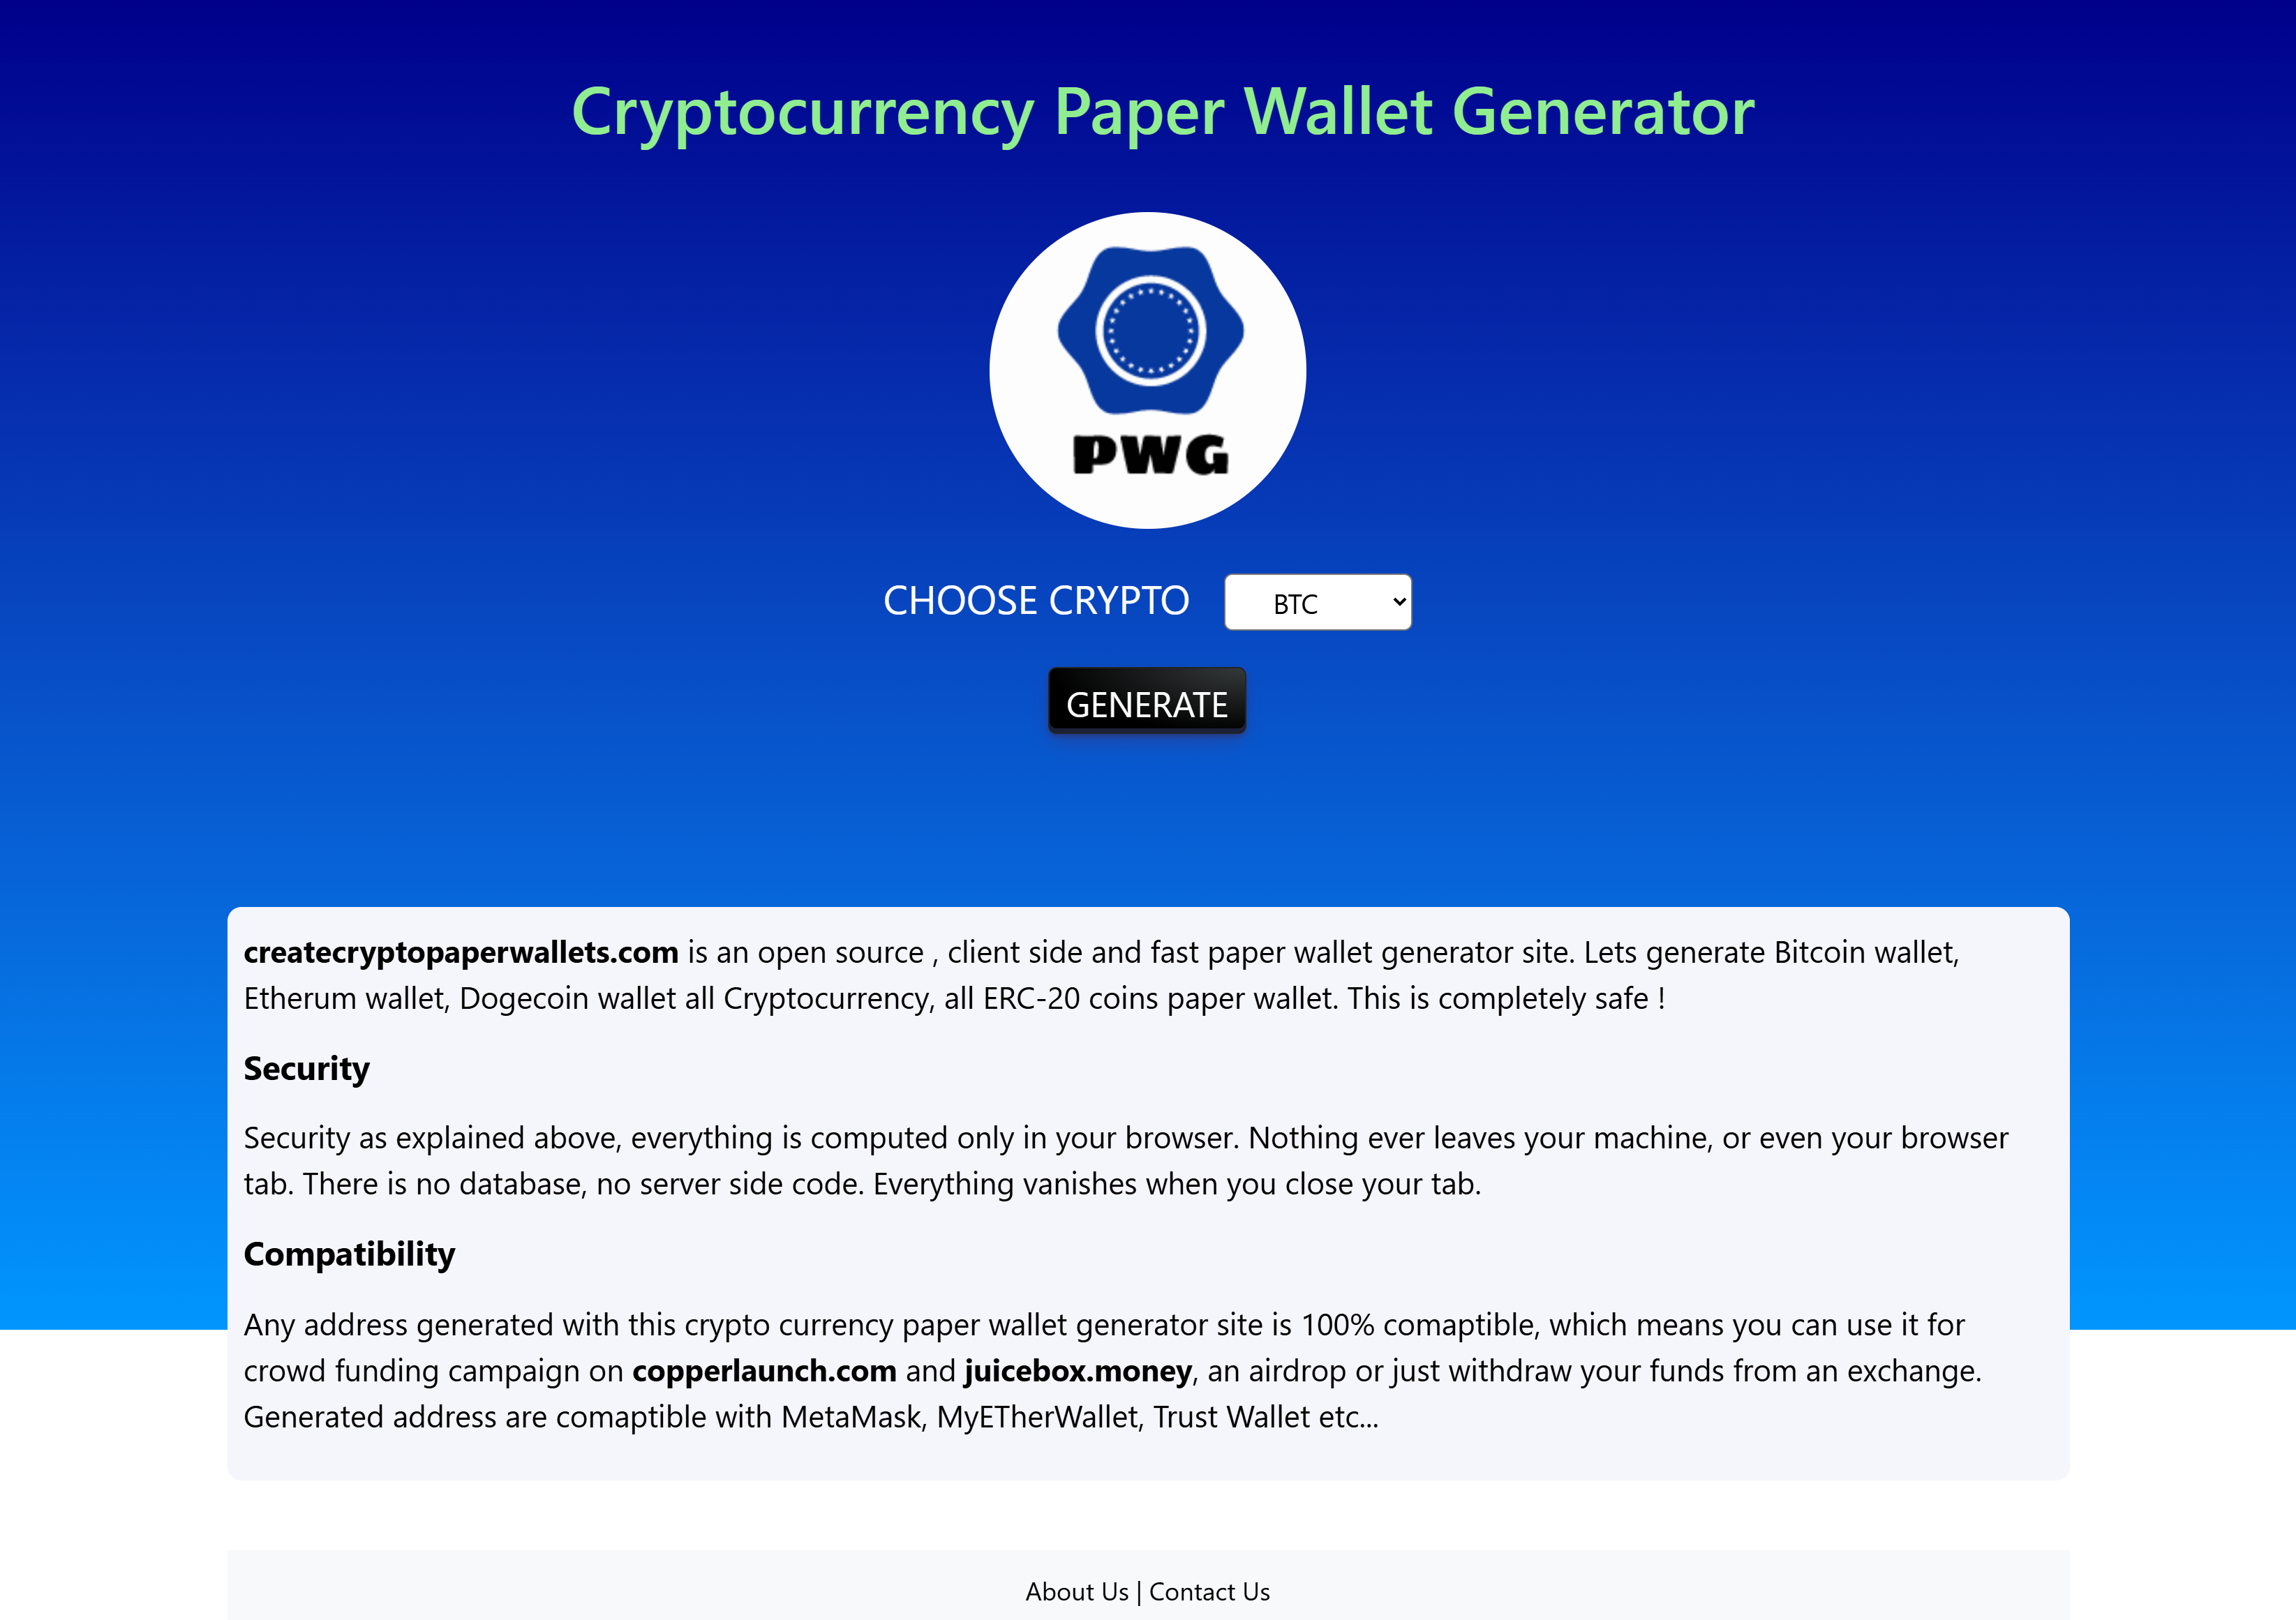 Cryptocurrency Paper Wallet Generator
PWG
CHOOSE CRYPTO BTC
GENERATE
createcryptopaperwallets.com is an open source , client side and fast paper wallet generator site. Lets generate Bitcoin wallet,
Etherum wallet, Dogecoin wallet all Cryptocurrency, all ERC-20 coins paper wallet. This is completely safe !
Security
Security as explained above, everything is computed only in your browser. Nothing ever leaves your machine, or even your browser
tab. There is no database, no server side code. Everything vanishes when you close your tab.
Compatibility
Any address generated with this crypto currency paper wallet generator site is 100% comaptible, which means you can use it for
crowd funding campaign on copperlaunch.com and juicebox.money, an airdrop or just withdraw your funds from an exchange.
Generated address are comaptible with MetaMask, MyETherWallet, Trust Wallet etc...
About Us | Contact Us